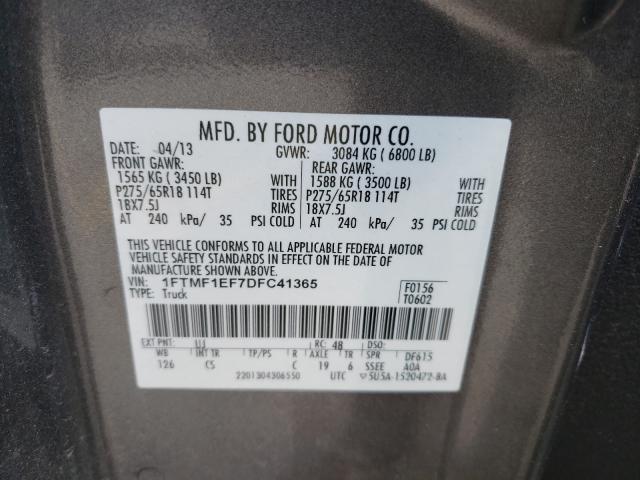 MFD. BY FORD MOTOR CO.
DATE: 04/13 GVWR: 3084 KG ( 6800 LB)
FRONT GAWR: REAR GAWR:
1565 KG ( 3450 LB) WITH 1588 KG ( 3500 LB) WITH
P275/65R18 114T TIRES P275/65R18 114T TIRES
18X7.5J RIMS 18X7.5J RIMS
AT 240 kPa/ 35 PSI COLD AT 240 kPa/ 35 PSI COLD
THIS VEHICLE CONFORMS TO ALL APPLICABLE FEDERAL MOTOR
VEHICLE SAFETY STANDARDS IN EFFECT ON THE DATE OF
MANUFACTURE SHOWN ABOVE.
VIN: 1FTMF1EF7DFC41365 F0156
TYPE: Truck T0602
EXT PNT: UJ RC: 48 DSO:
WB INT TR TP/PS R AXLE TR SPR DF615
126 CS C 19 6 SSEE A0A
2201304306550 UTC 5U5A-1520472-BA